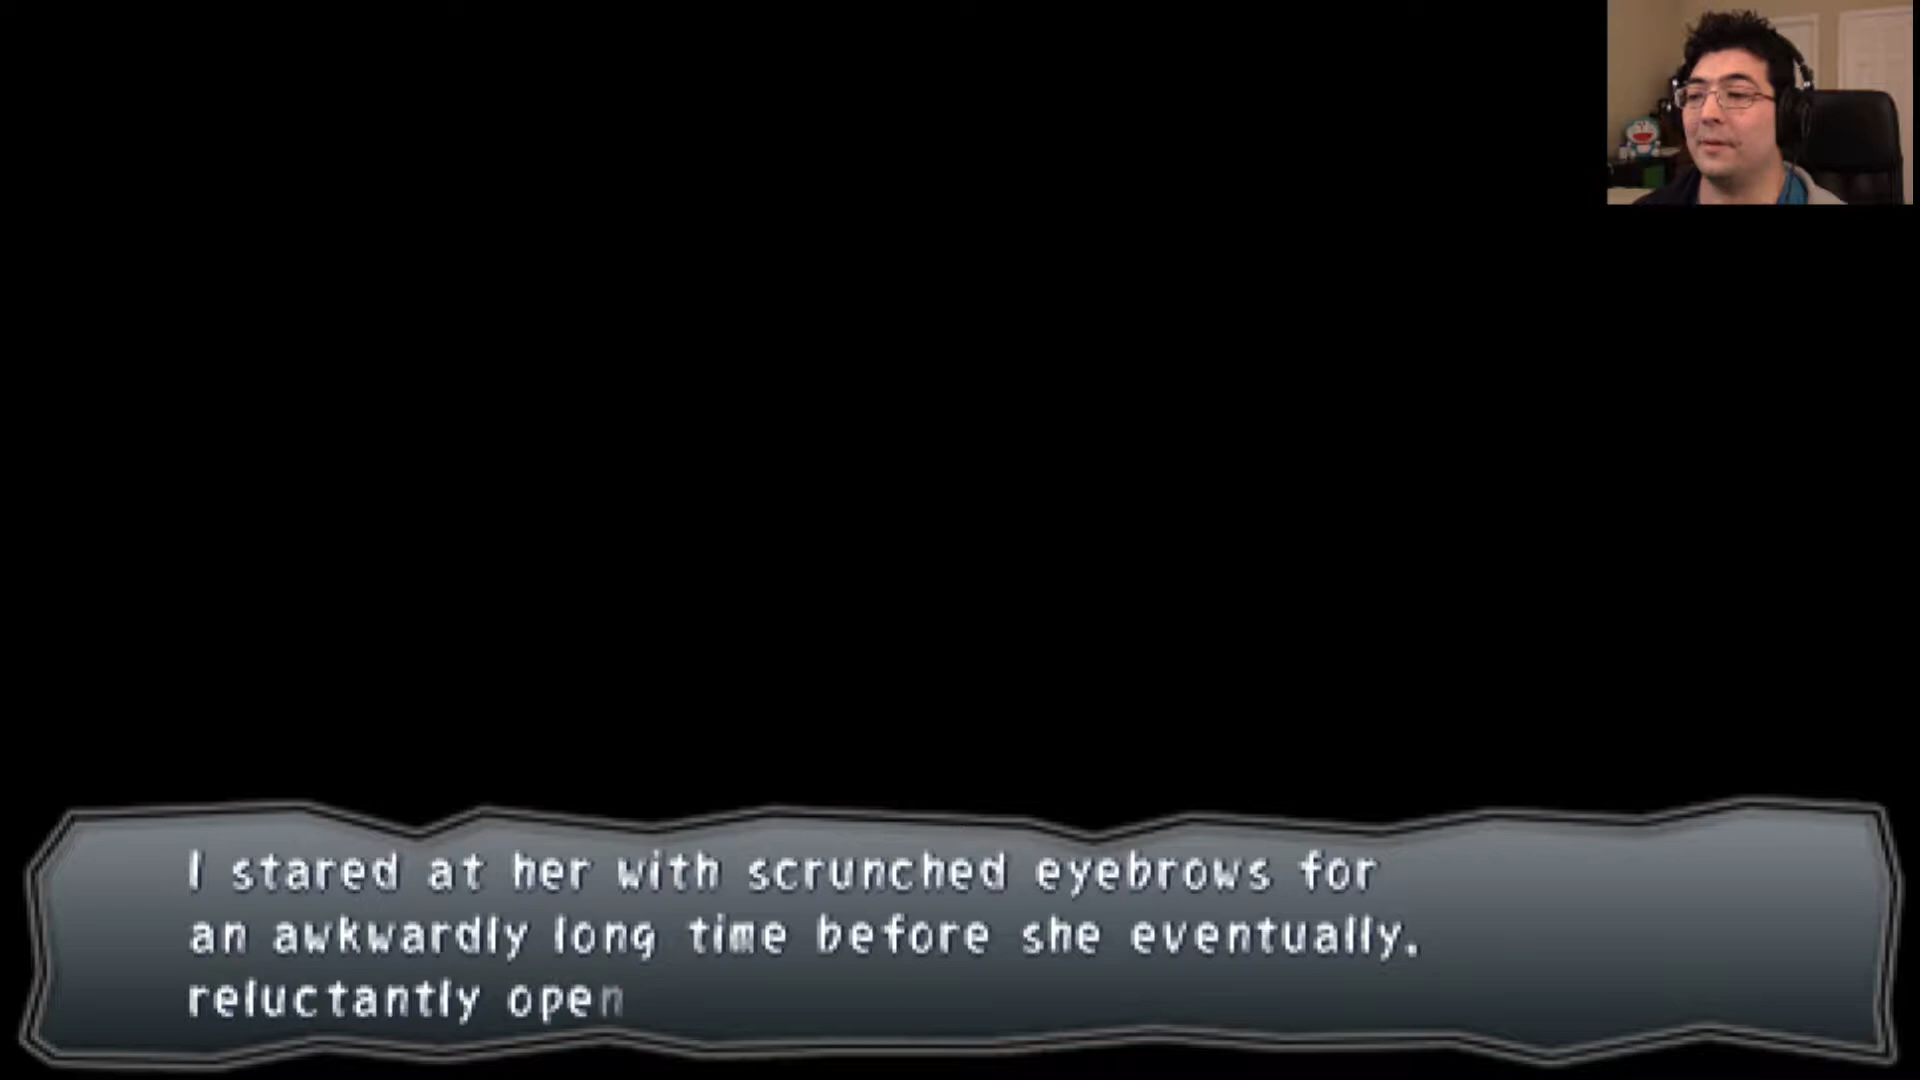 I stared at her with scrunched eyebrows for
an awkwardly long time before she eventually,
reluctantly open